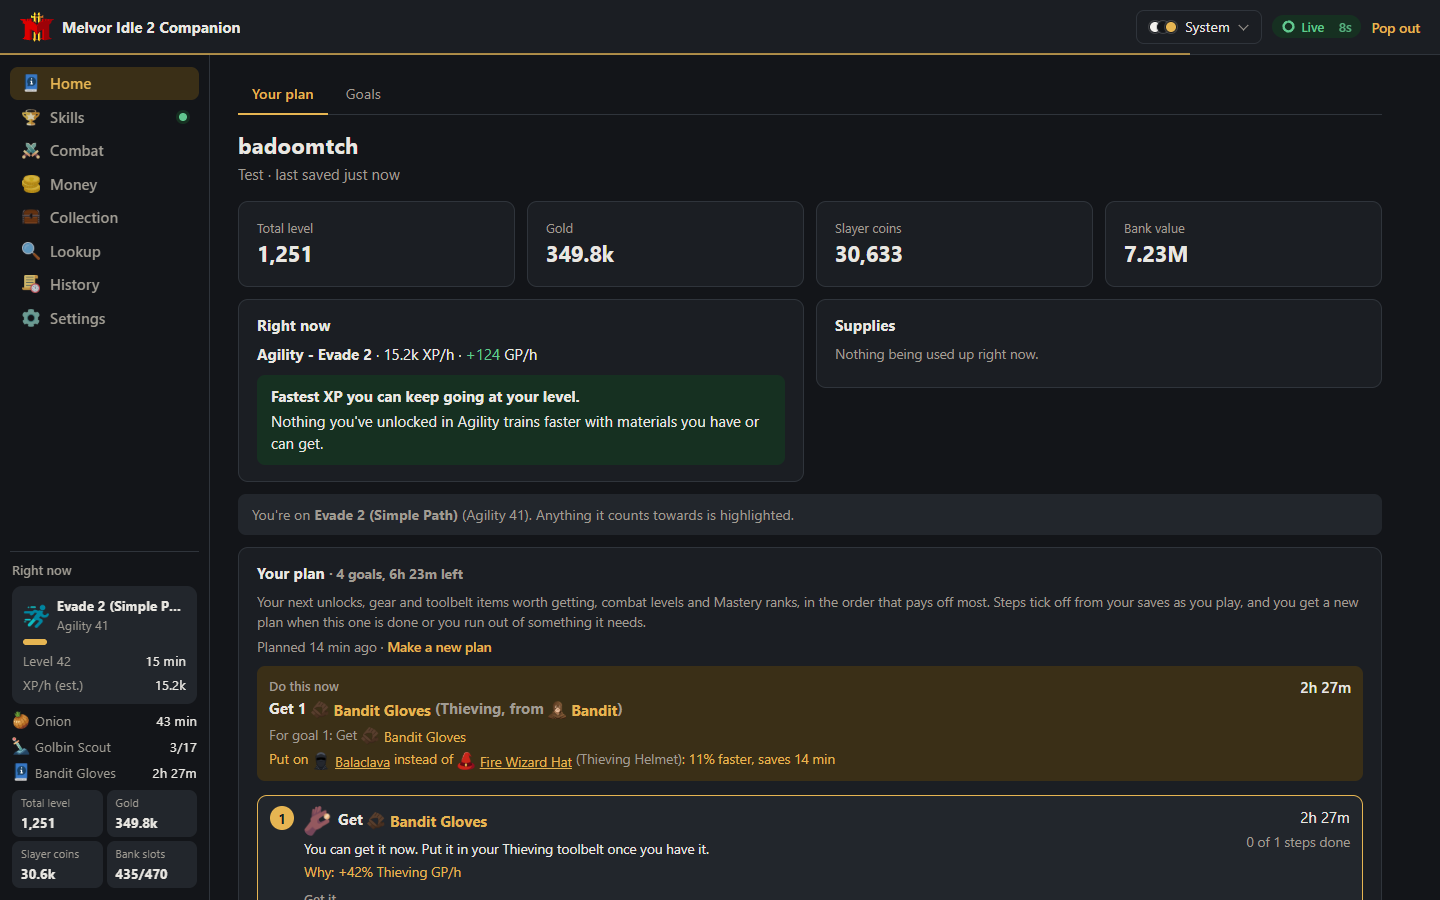 Melvor Idle 2 Companion
System
Live 8s
Pop out
Home
Skills
Combat
Money
Collection
Lookup
History
Settings
Right now
Evade 2 (Simple P...
Agility 41
Level 42 15 min
XP/h (est.) 15.2k
Onion 43 min
Golbin Scout 3/17
Bandit Gloves 2h 27m
Total level
1,251
Gold
349.8k
Slayer coins
30.6k
Bank slots
435/470
Your plan
Goals
badoomtch
Test · last saved just now
Total level
1,251
Gold
349.8k
Slayer coins
30,633
Bank value
7.23M
Right now
Agility - Evade 2 · 15.2k XP/h · +124 GP/h
Fastest XP you can keep going at your level.
Nothing you've unlocked in Agility trains faster with materials you have or
can get.
Supplies
Nothing being used up right now.
You're on Evade 2 (Simple Path) (Agility 41). Anything it counts towards is highlighted.
Your plan · 4 goals, 6h 23m left
Your next unlocks, gear and toolbelt items worth getting, combat levels and Mastery ranks, in the order that pays off most. Steps tick off from your saves as you play, and you get a new
plan when this one is done or you run out of something it needs.
Planned 14 min ago · Make a new plan
Do this now
2h 27m
Get 1 Bandit Gloves (Thieving, from Bandit)
For goal 1: Get Bandit Gloves
Put on Balaclava instead of Fire Wizard Hat (Thieving Helmet): 11% faster, saves 14 min
1 Get Bandit Gloves
2h 27m
0 of 1 steps done
You can get it now. Put it in your Thieving toolbelt once you have it.
Why: +42% Thieving GP/h
Get it